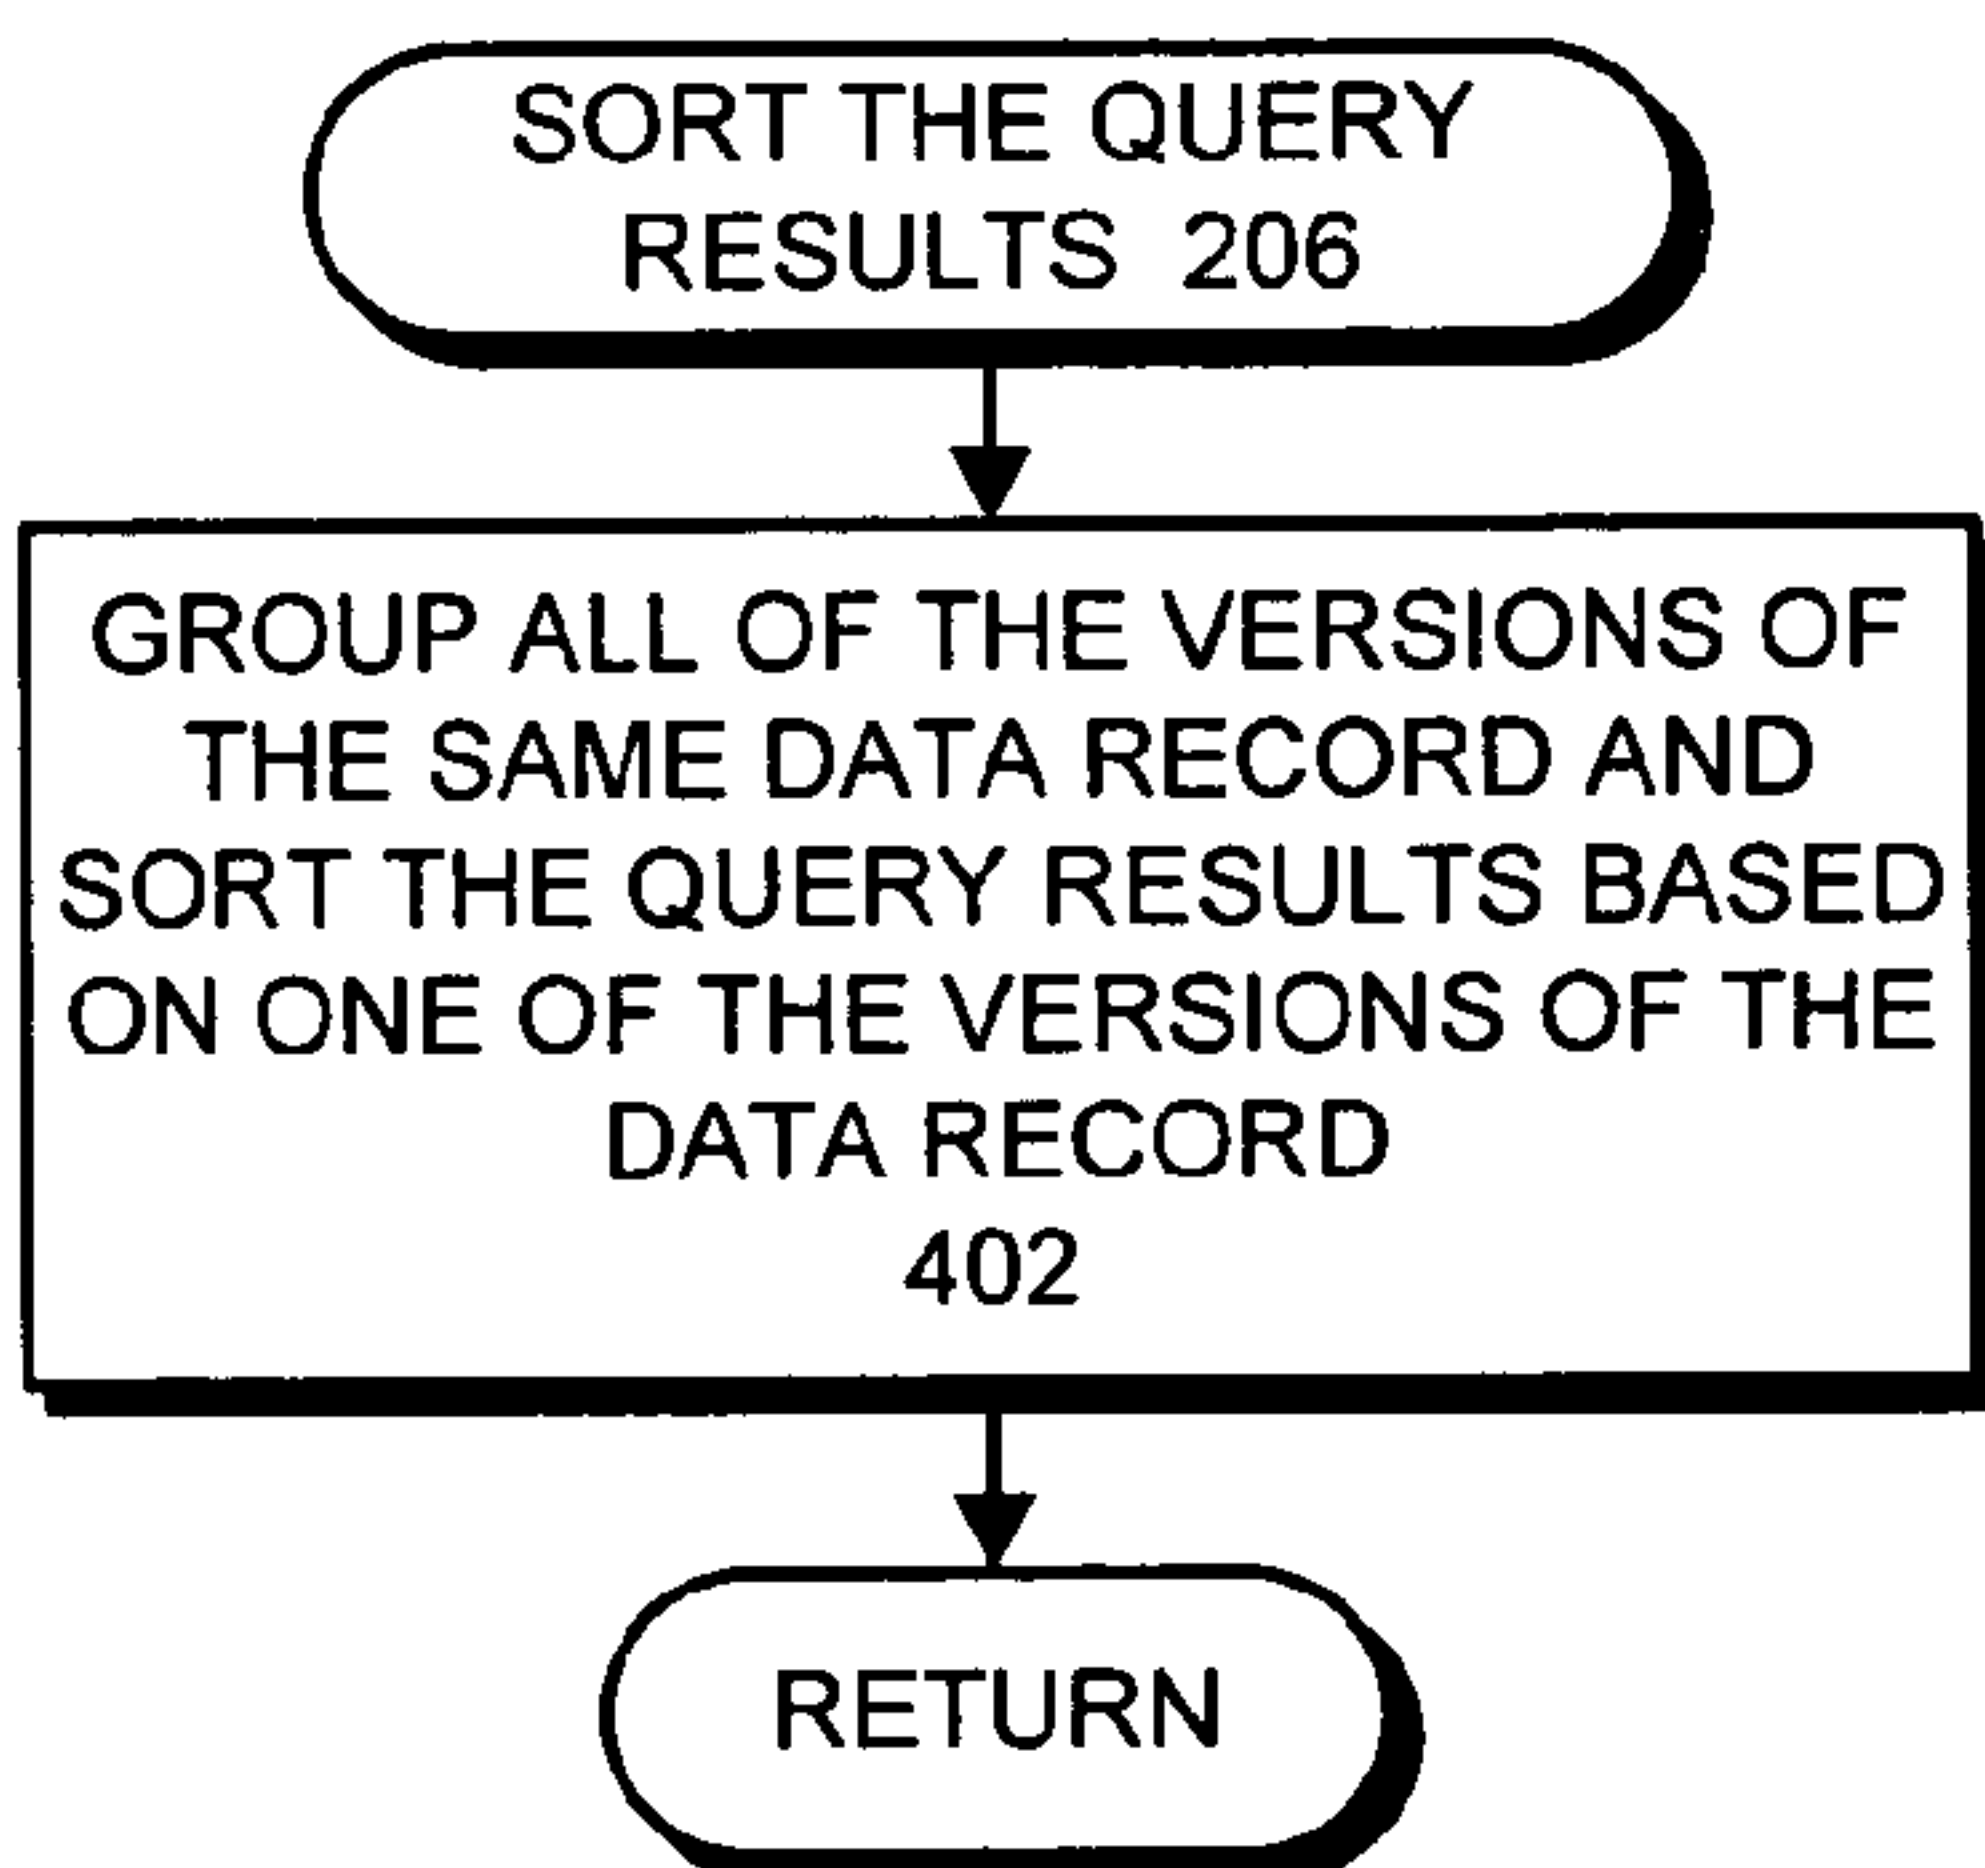 SORT THE QUERY
RESULTS 206
GROUP ALL OF THE VERSIONS OF
THE SAME DATA RECORD AND
SORT THE QUERY RESULTS BASED
ON ONE OF THE VERSIONS OF THE
DATA RECORD
402
RETURN